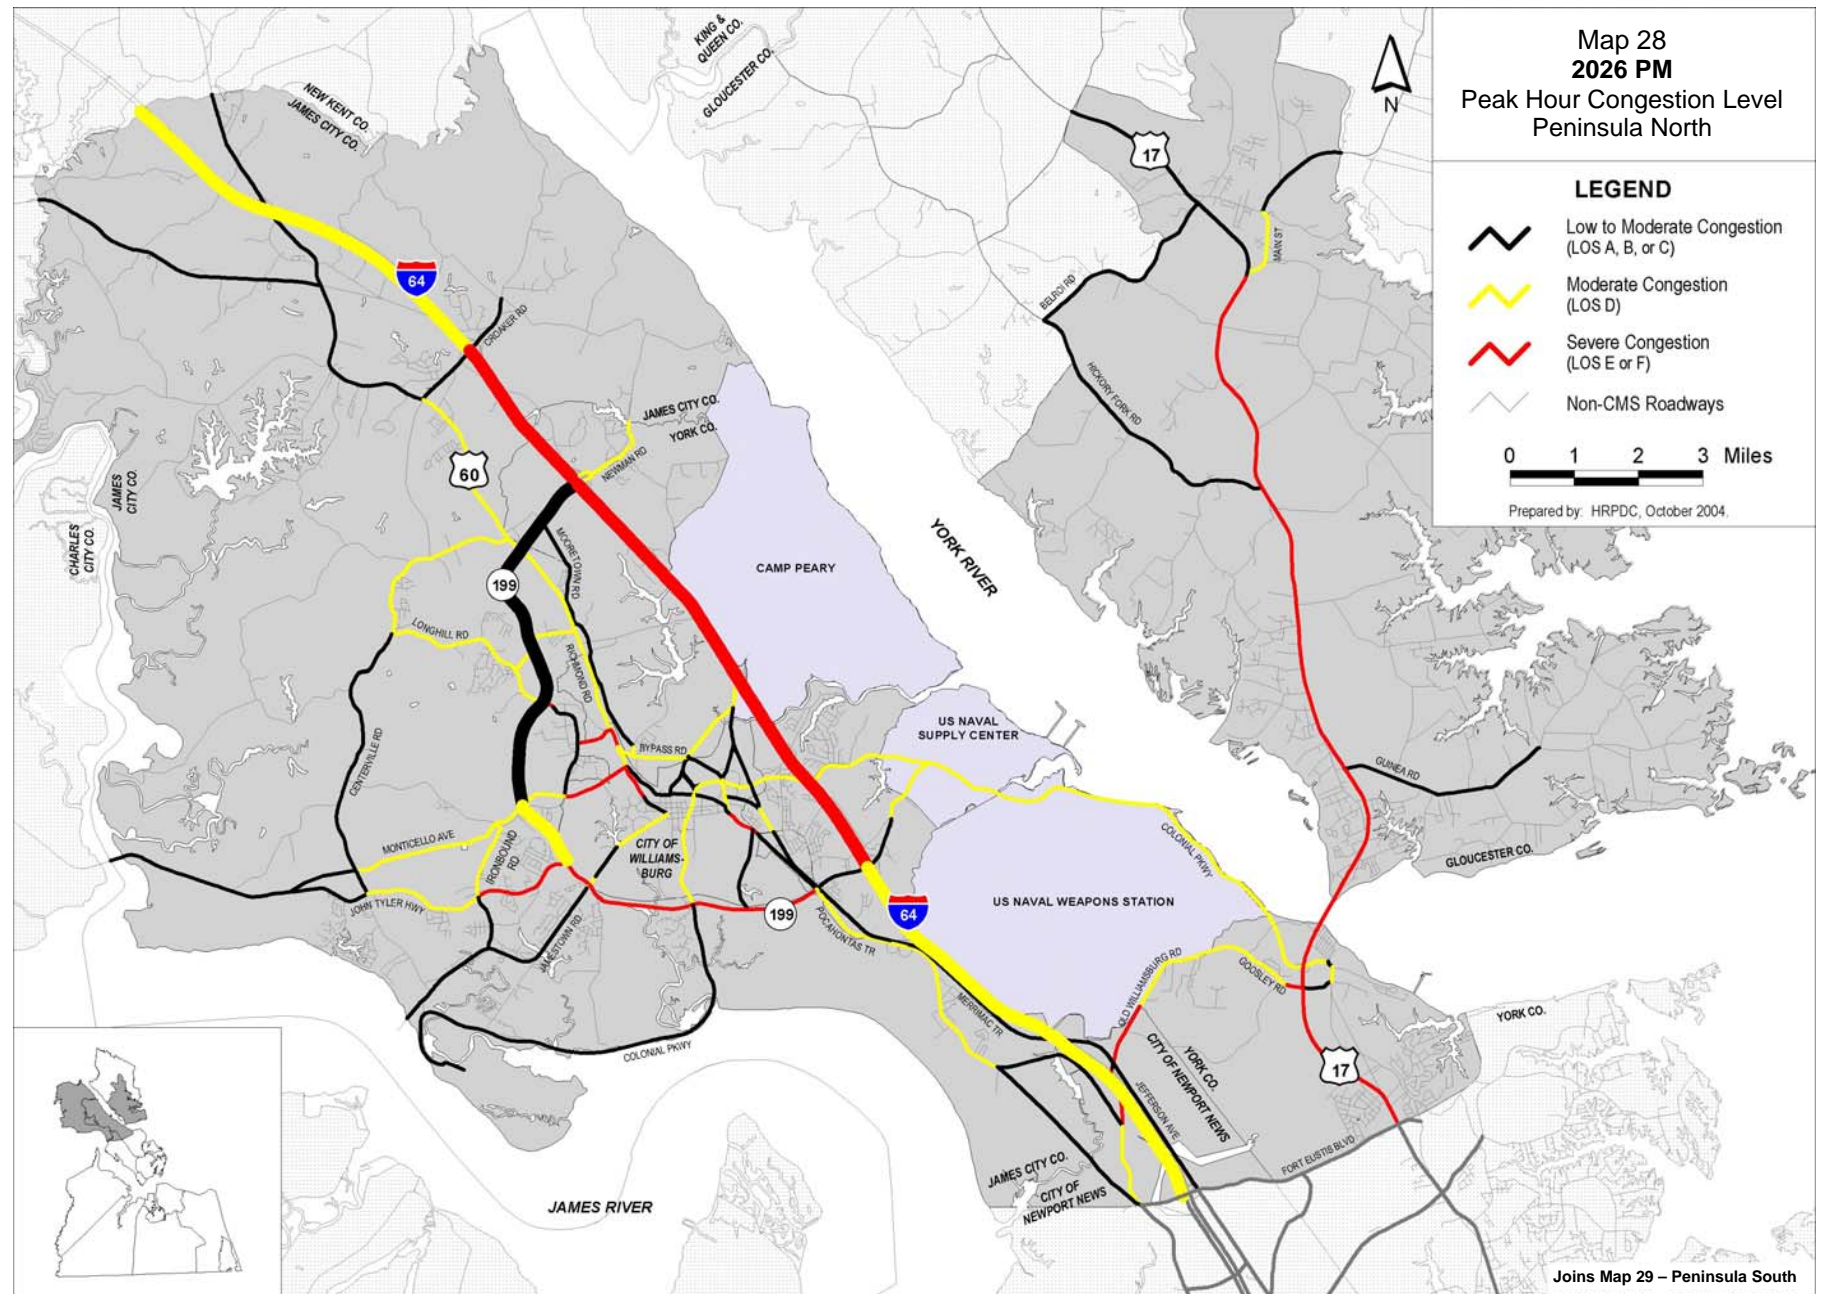 Map 28
2026 PM
Peak Hour Congestion Level
Peninsula North
N
LEGEND
Low to Moderate Congestion
(LOS A, B, or C)
Moderate Congestion
(LOS D)
Severe Congestion
(LOS E or F)
Non-CMS Roadways
0 1 2 3 Miles
Prepared by: HRPDC, October 2004.
KING &
QUEEN CO.
GLOUCESTER CO.
NEW KENT CO.
JAMES CITY CO.
17
MAIN ST
64
BELROI RD
CROAKER RD
HICKORY FORK RD
JAMES CITY CO.
YORK CO.
NEWMAN RD
60
JAMES
CITY CO.
CHARLES
CITY CO.
MOORETOWN RD
CAMP PEARY
YORK RIVER
199
LONGHILL RD
RICHMOND RD
US NAVAL
SUPPLY CENTER
BYPASS RD
CENTERVILLE RD
GUINEA RD
MONTICELLO AVE
IRONBOUND
RD
CITY OF
WILLIAMS-
BURG
COLONIAL PKWY
GLOUCESTER CO.
JOHN TYLER HWY
199
64
US NAVAL WEAPONS STATION
POCAHONTAS TR
JAMESTOWN RD
OLD WILLIAMSBURG RD
GOOSLEY RD
MERRIMAC TR
YORK CO.
COLONIAL PKWY
YORK CO.
CITY OF NEWPORT NEWS
17
JEFFERSON AVE
FORT EUSTIS BLVD
JAMES CITY CO.
CITY OF
NEWPORT NEWS
JAMES RIVER
Joins Map 29 – Peninsula South